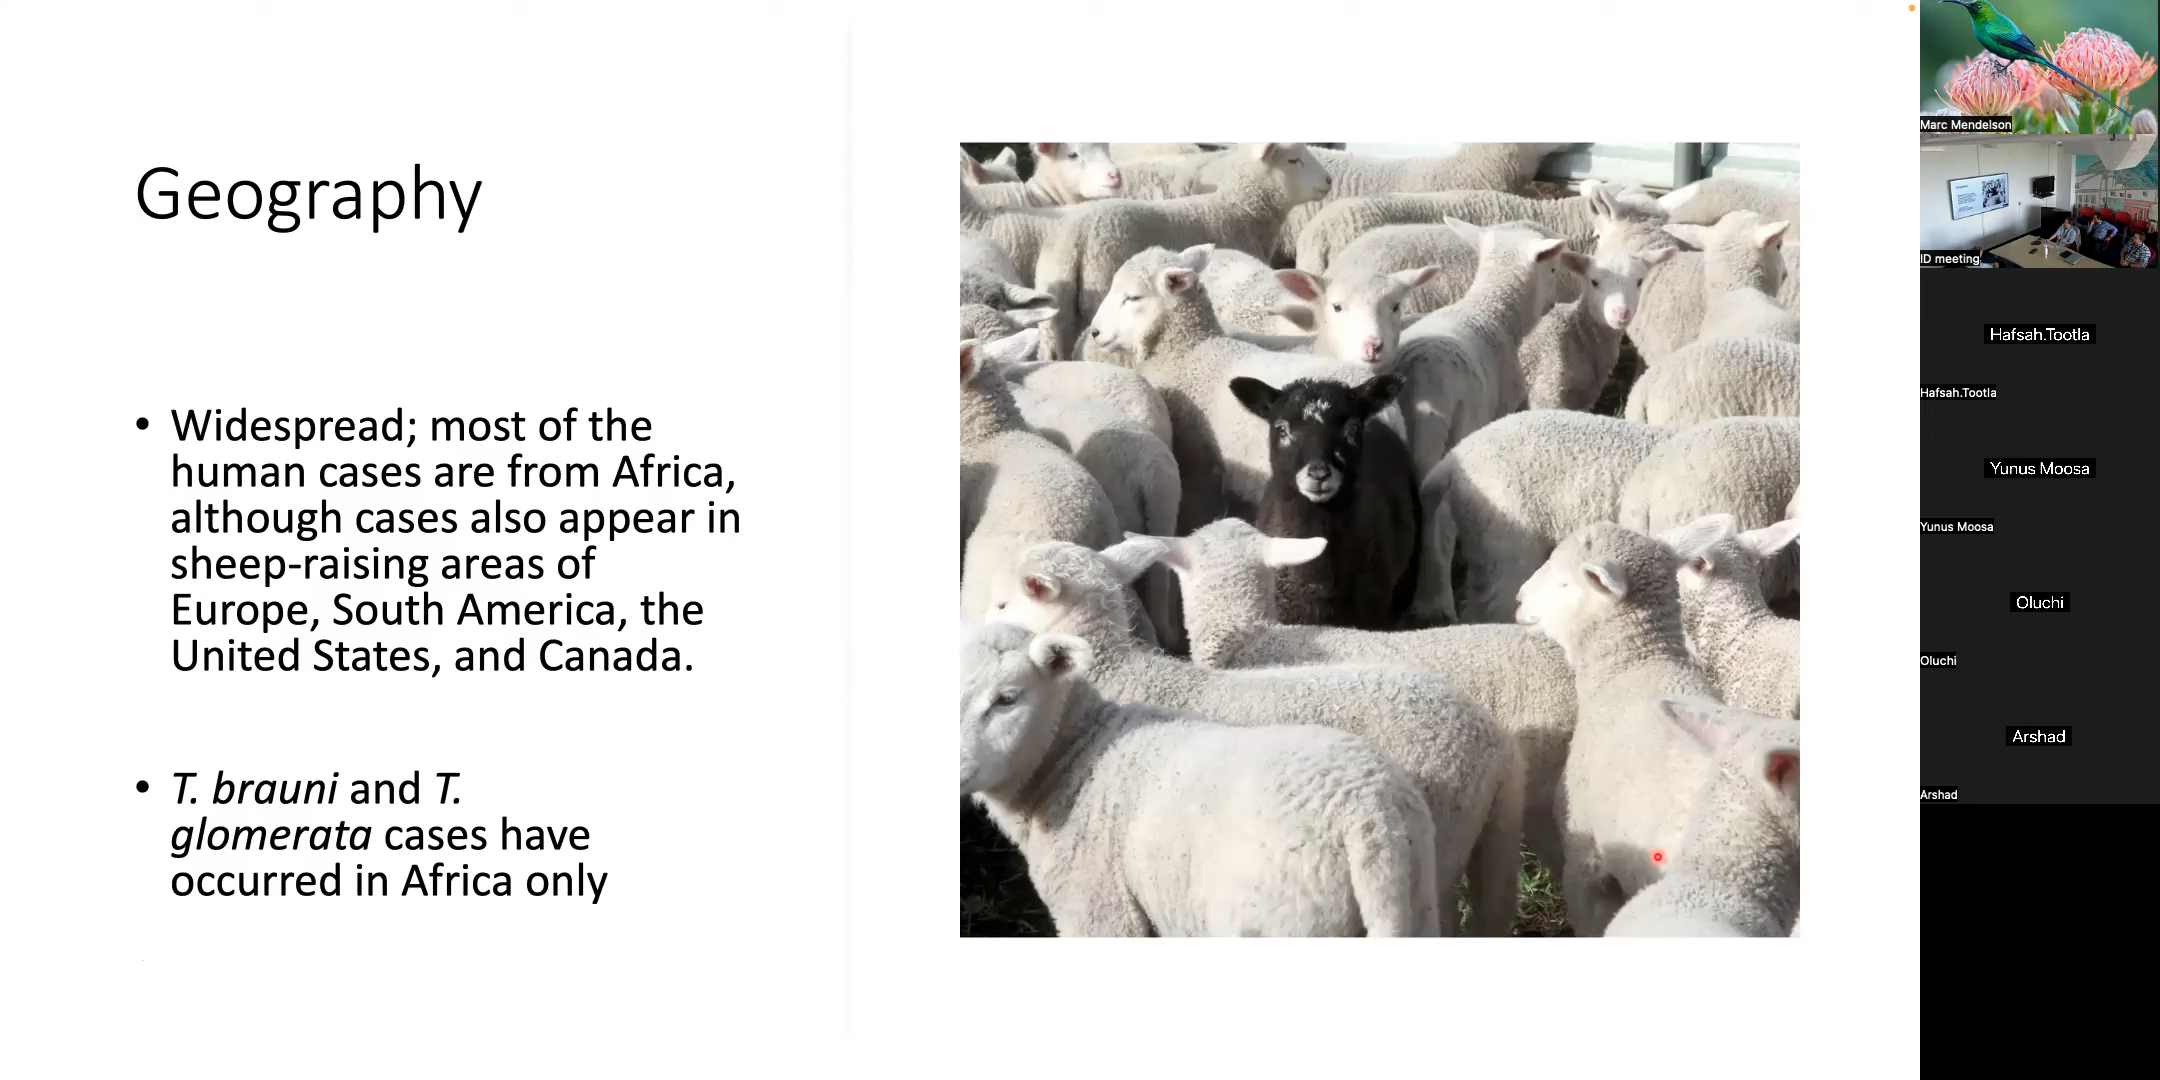 Geography
• Widespread; most of the
human cases are from Africa,
although cases also appear in
sheep-raising areas of
Europe, South America, the
United States, and Canada.
• T. brauni and T.
glomerata cases have
occurred in Africa only
Marc Mendelson
ID meeting
Hafsah.Tootla
Hafsah.Tootla
Yunus Moosa
Yunus Moosa
Oluchi
Oluchi
Arshad
Arshad